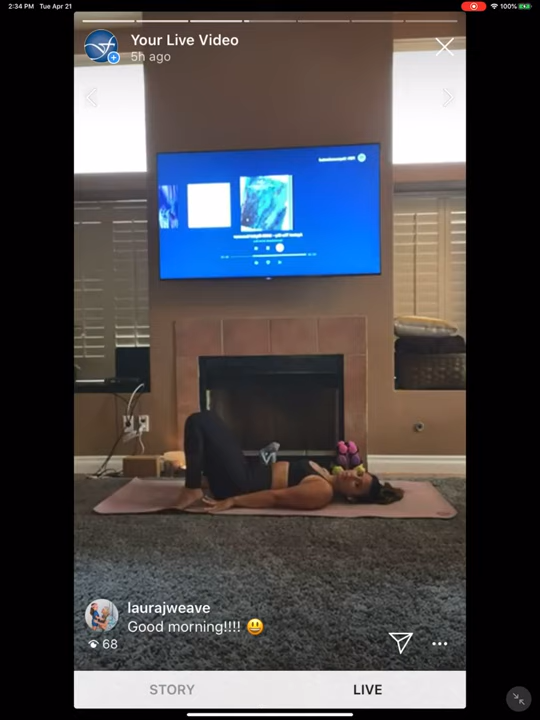 2:34 PM Tue Apr 21
100%
Your Live Video
5h ago
laurajweave
Good morning!!!! 😃
68
STORY
LIVE